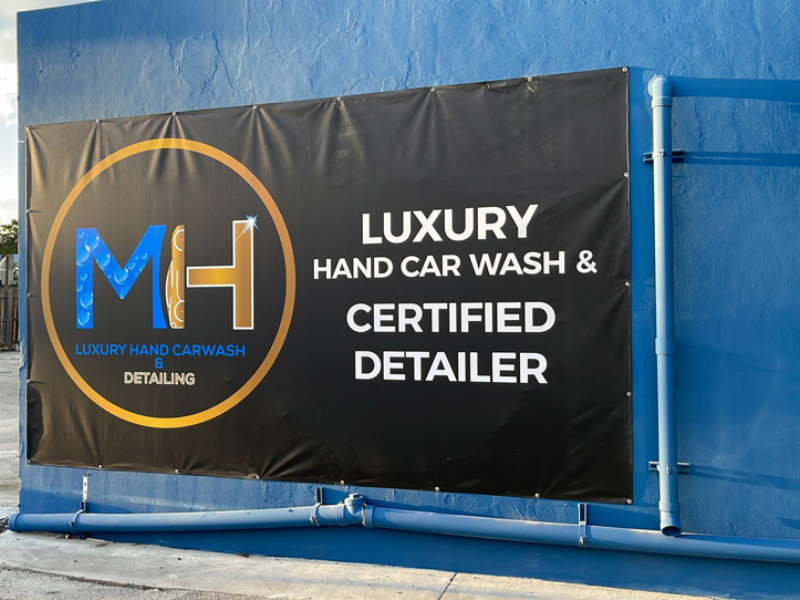 MH
LUXURY HAND CARWASH
&
DETAILING
LUXURY
HAND CAR WASH &
CERTIFIED
DETAILER